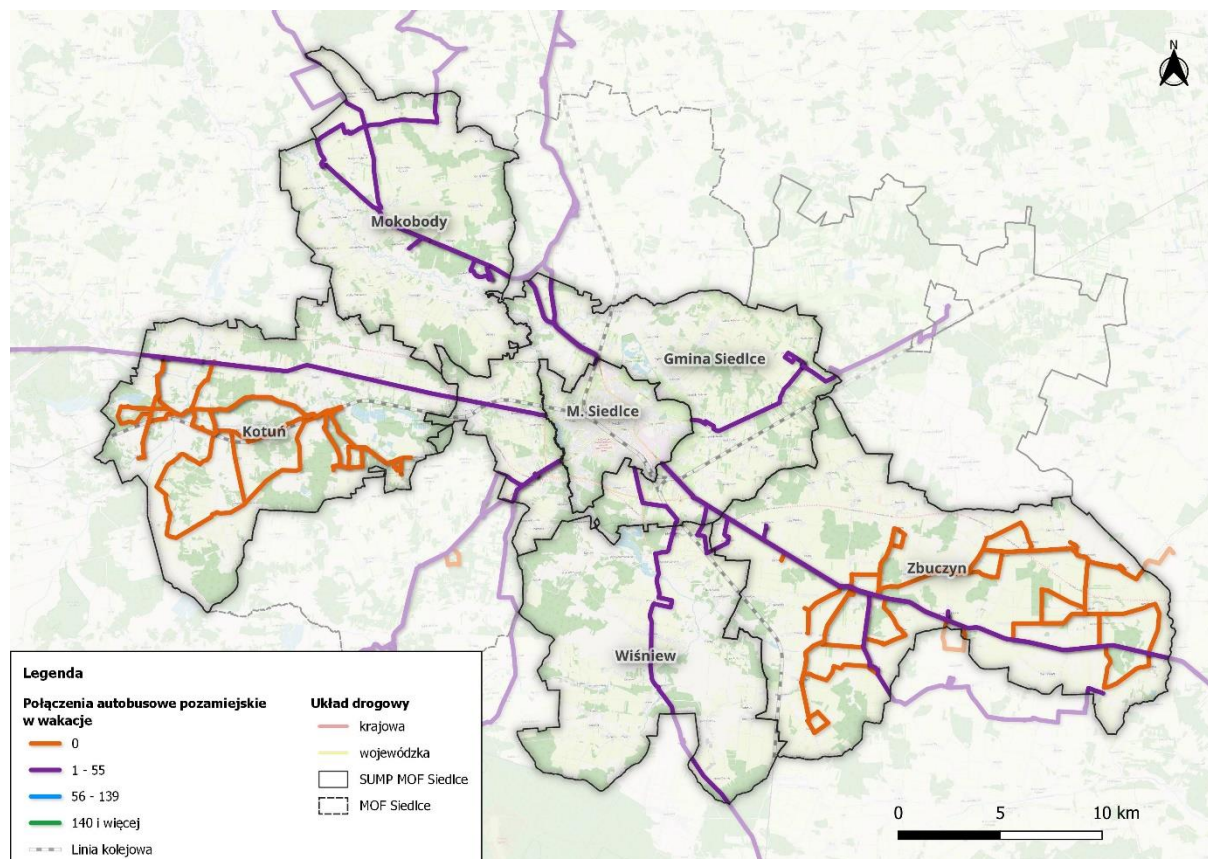 N
Mokobody
Gmina Siedlce
M. Siedlce
Kotuń
Zbuczyn
Wiśniew
Legenda
Połączenia autobusowe pozamiejskie
w wakacje
0
1 - 55
56 - 139
140 i więcej
Linia kolejowa
Układ drogowy
krajowa
wojewódzka
SUMP MOF Siedlce
MOF Siedlce
0 5 10 km